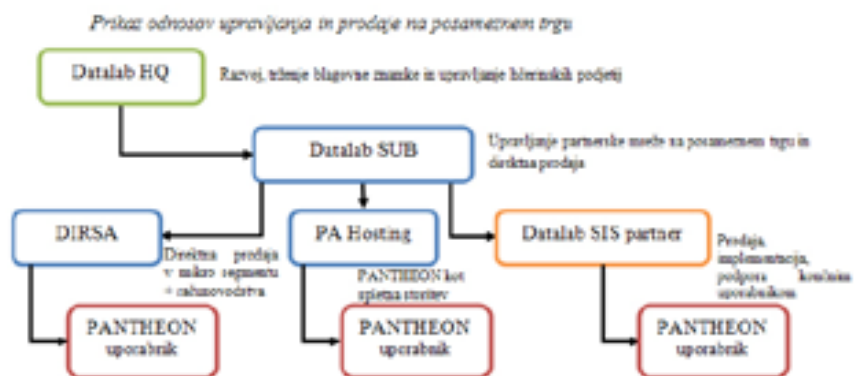 Prikaz odnosov upravljanja in prodaje na posameznem trgu
Datalab HQ
Razvoj, trženje blagovne znamke in upravljanje hčerinskih podjetij
Datalab SUB
Upravljanje partnerske mreže na posameznem trgu in
direktna prodaja
DIRSA
Direktna prodaja
v mikro segmentu
+ računovodstva
PA Hosting
PANTHEON kot
spletna storitev
Datalab SIS partner
Prodaja,
implementacija,
podpora končnim
uporabnikom
PANTHEON
uporabnik
PANTHEON
uporabnik
PANTHEON
uporabnik